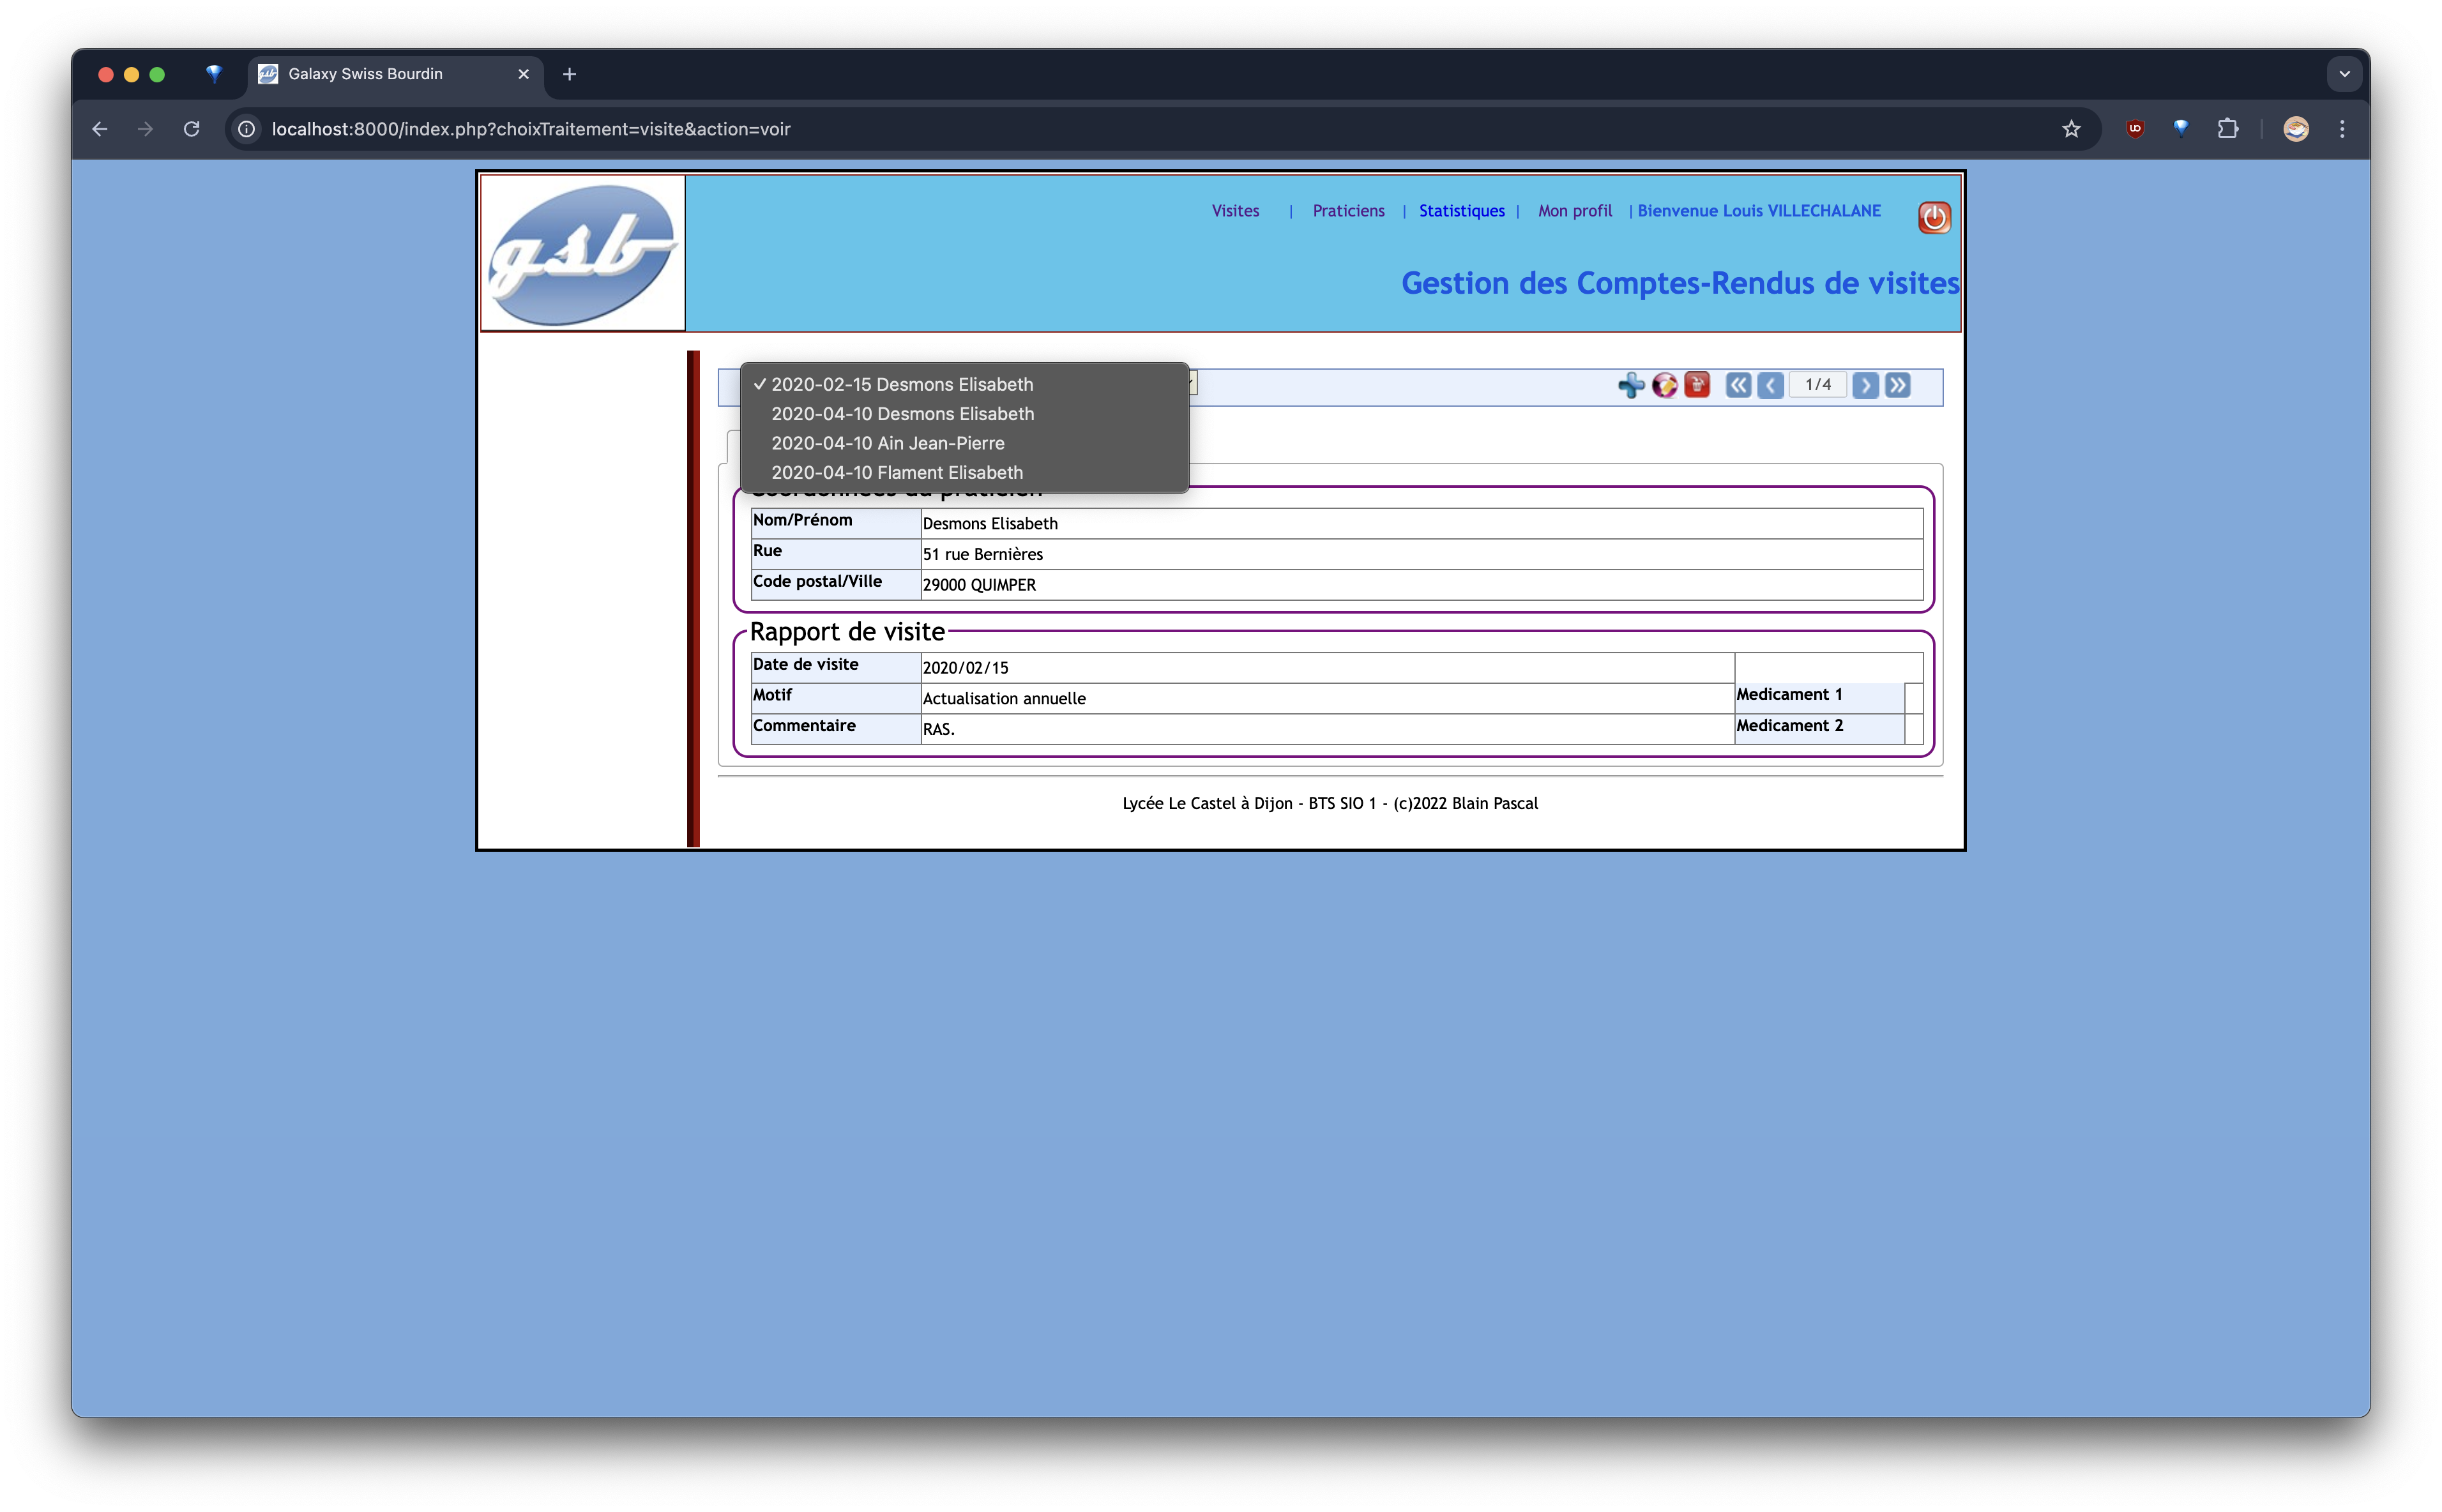 Galaxy Swiss Bourdin
localhost:8000/index.php?choixTraitement=visite&action=voir
gsb
Visites | Praticiens | Statistiques | Mon profil | Bienvenue Louis VILLECHALANE
Gestion des Comptes-Rendus de visites
✓ 2020-02-15 Desmons Elisabeth
2020-04-10 Desmons Elisabeth
2020-04-10 Ain Jean-Pierre
2020-04-10 Flament Elisabeth
1/4
Coordonnées du praticien
Nom/Prénom Desmons Elisabeth
Rue 51 rue Bernières
Code postal/Ville 29000 QUIMPER
Rapport de visite
Date de visite 2020/02/15
Motif Actualisation annuelle Medicament 1
Commentaire RAS. Medicament 2
Lycée Le Castel à Dijon - BTS SIO 1 - (c)2022 Blain Pascal